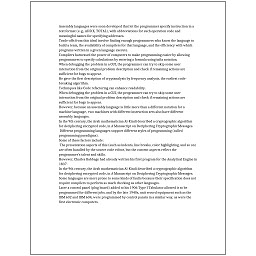 Assembly languages were soon developed that let the programmer specify instruction in a
text format (e.g., ADD X, TOTAL), with abbreviations for each operation code and
meaningful names for specifying addresses.
Trade-offs from this ideal involve finding enough programmers who know the language to
build a team, the availability of compilers for that language, and the efficiency with which
programs written in a given language execute.
Compilers harnessed the power of computers to make programming easier by allowing
programmers to specify calculations by entering a formula using infix notation.
When debugging the problem in a GUI, the programmer can try to skip some user
interaction from the original problem description and check if remaining actions are
sufficient for bugs to appear.
He gave the first description of cryptanalysis by frequency analysis, the earliest code-
breaking algorithm.
Techniques like Code refactoring can enhance readability.
When debugging the problem in a GUI, the programmer can try to skip some user
interaction from the original problem description and check if remaining actions are
sufficient for bugs to appear.
However, because an assembly language is little more than a different notation for a
machine language, two machines with different instruction sets also have different
assembly languages.
In the 9th century, the Arab mathematician Al-Kindi described a cryptographic algorithm
for deciphering encrypted code, in A Manuscript on Deciphering Cryptographic Messages.
Different programming languages support different styles of programming (called
programming paradigms).
Some of these factors include:
The presentation aspects of this (such as indents, line breaks, color highlighting, and so on)
are often handled by the source code editor, but the content aspects reflect the
programmer's talent and skills.
However, Charles Babbage had already written his first program for the Analytical Engine in
1837.
In the 9th century, the Arab mathematician Al-Kindi described a cryptographic algorithm
for deciphering encrypted code, in A Manuscript on Deciphering Cryptographic Messages.
Some languages are more prone to some kinds of faults because their specification does not
require compilers to perform as much checking as other languages.
Later a control panel (plug board) added to his 1906 Type I Tabulator allowed it to be
programmed for different jobs, and by the late 1940s, unit record equipment such as the
IBM 602 and IBM 604, were programmed by control panels in a similar way, as were the
first electronic computers.